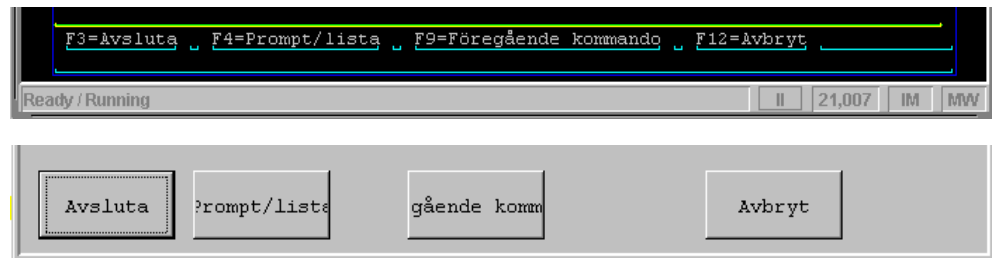 F3=Avsluta F4=Prompt/lista F9=Föregående kommando F12=Avbryt
Ready / Running II 21,007 IM MW
Avsluta Prompt/lista gående komm Avbryt